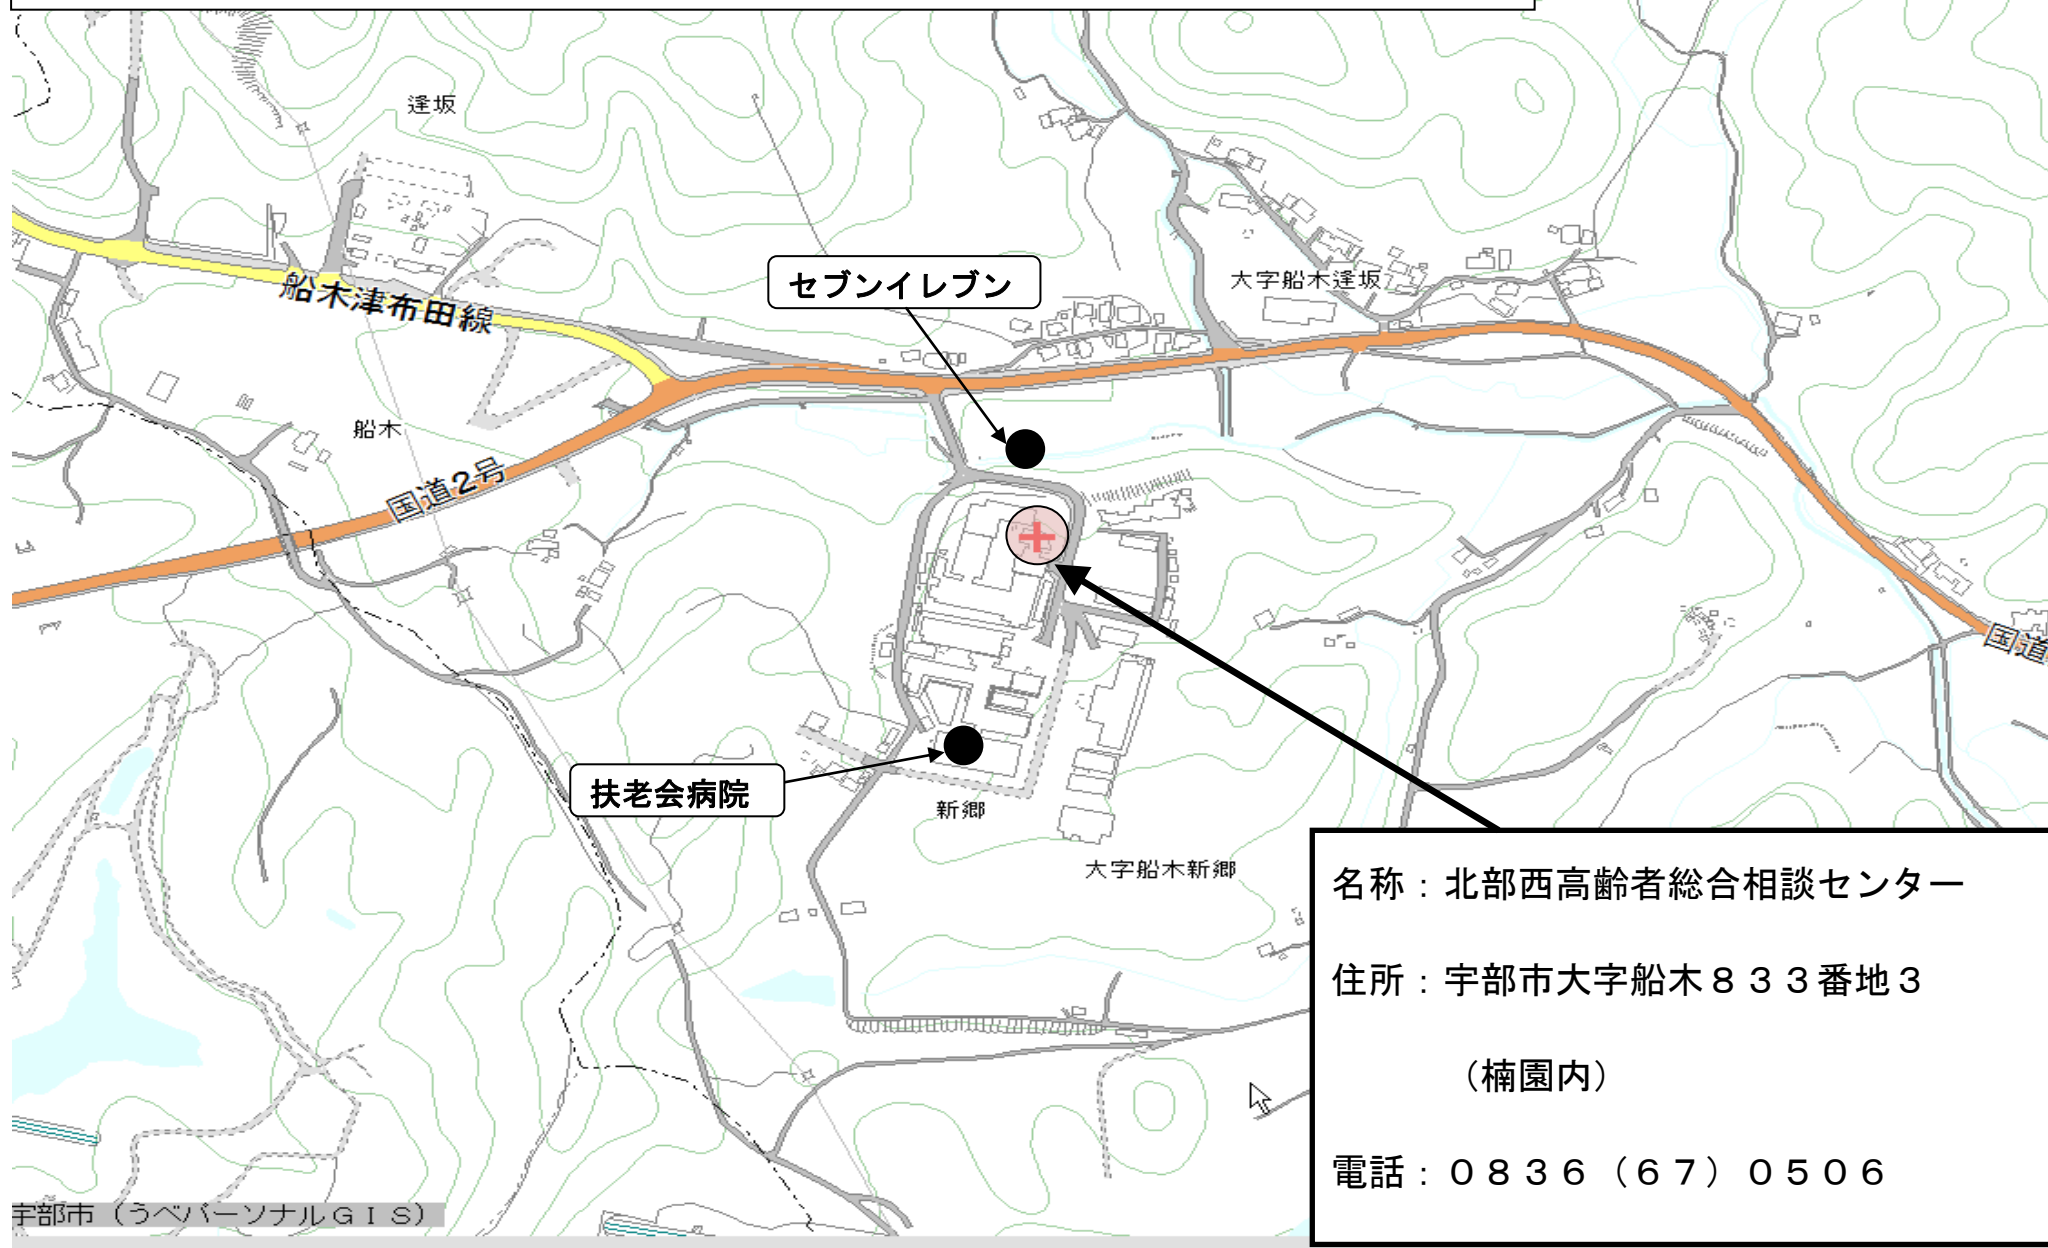 逢坂
船木津布田線
セブンイレブン
大字船木逢坂
船木
国道2号
国道
扶老会病院
新郷
大字船木新郷
名称：北部西高齢者総合相談センター
住所：宇部市大字船木８３３番地３
（楠園内）
電話：０８３６（６７）０５０６
宇部市（うべパーソナルＧＩＳ）